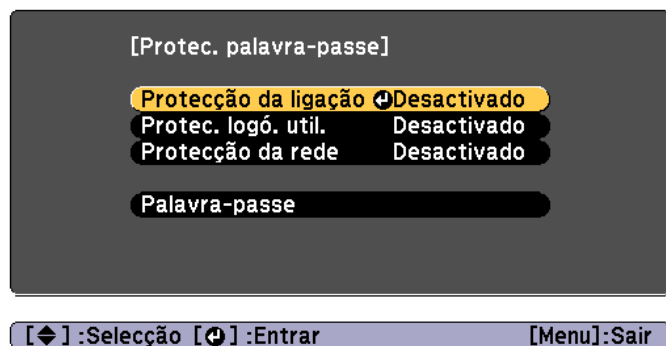 [Protec. palavra-passe]
Protecção da ligação Desactivado
Protec. logó. util. Desactivado
Protecção da rede Desactivado
Palavra-passe
[◆] :Selecção [⏎] :Entrar [Menu]:Sair